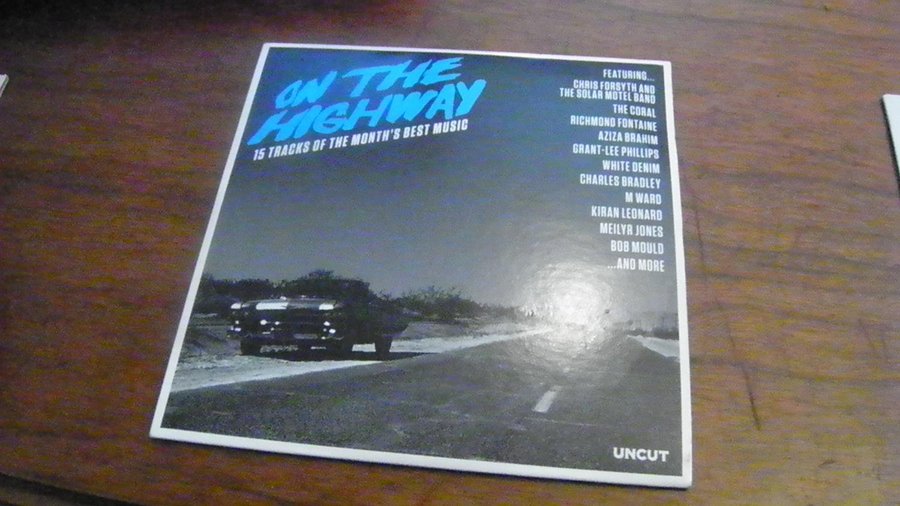 ON THE
HIGHWAY
15 TRACKS OF THE MONTH'S BEST MUSIC
FEATURING...
CHRIS FORSYTH AND
THE SOLAR MOTEL BAND
THE CORAL
RICHMOND FONTAINE
AZIZA BRAHIM
GRANT-LEE PHILLIPS
WHITE DENIM
CHARLES BRADLEY
M WARD
KIRAN LEONARD
MEILYR JONES
BOB MOULD
...AND MORE
UNCUT